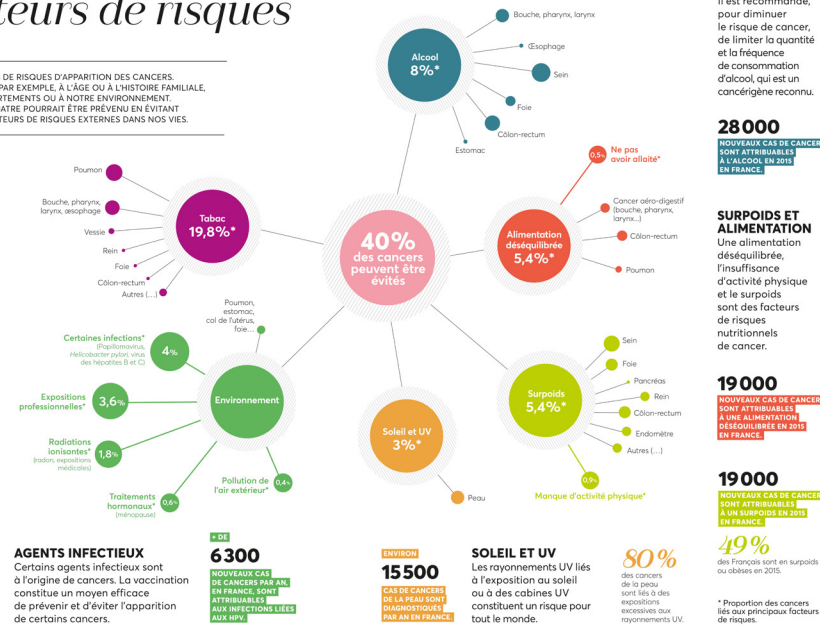 teurs de risques
DE RISQUES D'APPARITION DES CANCERS.
PAR EXEMPLE, À L'ÂGE OU À L'HISTOIRE FAMILIALE,
RTEMENTS OU À NOTRE ENVIRONNEMENT.
ATRE POURRAIT ÊTRE PRÉVENU EN ÉVITANT
TEURS DE RISQUES EXTERNES DANS NOS VIES.
Alcool
8%*
Bouche, pharynx, larynx
Œsophage
Sein
Foie
Côlon-rectum
Estomac
Il est recommandé,
pour diminuer
le risque de cancer,
de limiter la quantité
et la fréquence
de consommation
d'alcool, qui est un
cancérigène reconnu.
28 000
NOUVEAUX CAS DE CANCER
SONT ATTRIBUABLES
À L'ALCOOL EN 2015
EN FRANCE.
Tabac
19,8%*
Poumon
Bouche, pharynx,
larynx, œsophage
Vessie
Rein
Foie
Côlon-rectum
Autres (...)
40%
des cancers
peuvent être
évités
Alimentation
déséquilibrée
5,4%*
0,5%
Ne pas
avoir allaité*
Cancer aéro-digestif
(bouche, pharynx,
larynx...)
Côlon-rectum
Poumon
SURPOIDS ET
ALIMENTATION
Une alimentation
déséquilibrée,
l'insuffisance
d'activité physique
et le surpoids
sont des facteurs
de risques
nutritionnels
de cancer.
19 000
NOUVEAUX CAS DE CANCER
SONT ATTRIBUABLES
À UNE ALIMENTATION
DÉSÉQUILIBRÉE EN 2015
EN FRANCE.
Environnement
Poumon,
estomac,
col de l'utérus,
foie...
Certaines infections*
(Papillomavirus,
Helicobacter pylori, virus
des hépatites B et C)
4%
Expositions
professionnelles*
3,6%
Radiations
ionisantes*
(radon, expositions
médicales)
1,8%
Traitements
hormonaux*
(ménopause)
0,6%
Pollution de
l'air extérieur*
0,4%
Soleil et UV
3%*
Peau
Surpoids
5,4%*
Sein
Foie
Pancréas
Rein
Côlon-rectum
Endomètre
Autres (...)
0,9%
Manque d'activité physique*
19 000
NOUVEAUX CAS DE CANCER
SONT ATTRIBUABLES
À UN SURPOIDS EN 2015
EN FRANCE.
49%
des Français sont en surpoids
ou obèses en 2015.
AGENTS INFECTIEUX
Certains agents infectieux sont
à l'origine de cancers. La vaccination
constitue un moyen efficace
de prévenir et d'éviter l'apparition
de certains cancers.
+ DE
6 300
NOUVEAUX CAS
DE CANCERS PAR AN,
EN FRANCE, SONT
ATTRIBUABLES
AUX INFECTIONS LIÉES
AUX HPV.
ENVIRON
15 500
CAS DE CANCERS
DE LA PEAU SONT
DIAGNOSTIQUÉS
PAR AN EN FRANCE.
SOLEIL ET UV
Les rayonnements UV liés
à l'exposition au soleil
ou à des cabines UV
constituent un risque pour
tout le monde.
80%
des cancers
de la peau
sont liés à des
expositions
excessives aux
rayonnements UV.
* Proportion des cancers
liés aux principaux facteurs
de risques.